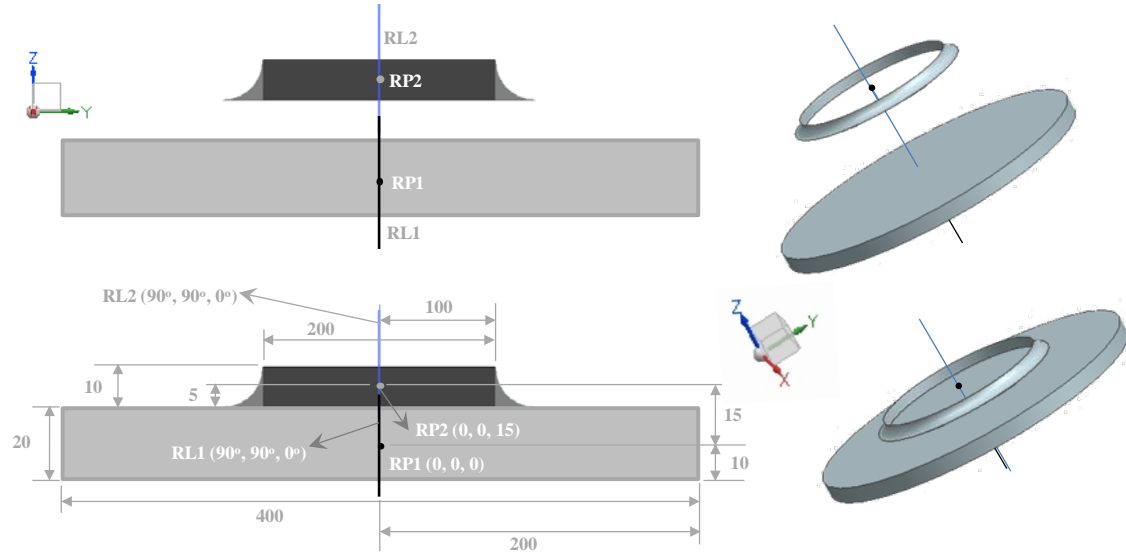 RL2
Z
RP2
Y
RP1
RL1
RL2 (90º, 90º, 0º)
100
200
Z
Y
X
10
5
15
20
RP2 (0, 0, 15)
RL1 (90º, 90º, 0º)
RP1 (0, 0, 0)
10
400
200